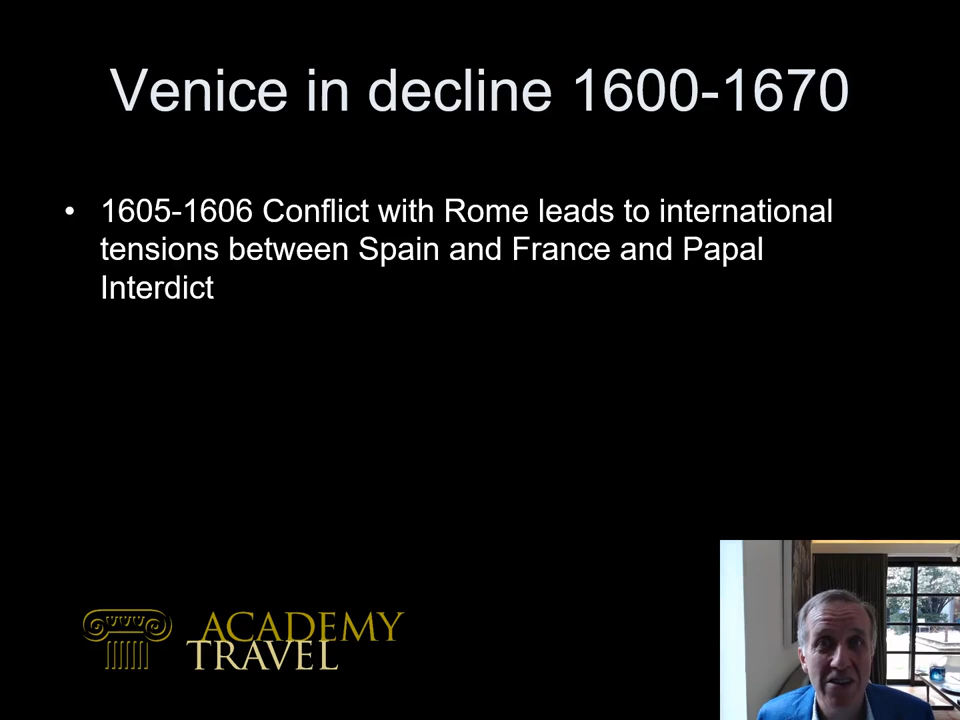 Venice in decline 1600-1670
• 1605-1606 Conflict with Rome leads to international
tensions between Spain and France and Papal
Interdict
ACADEMY
TRAVEL